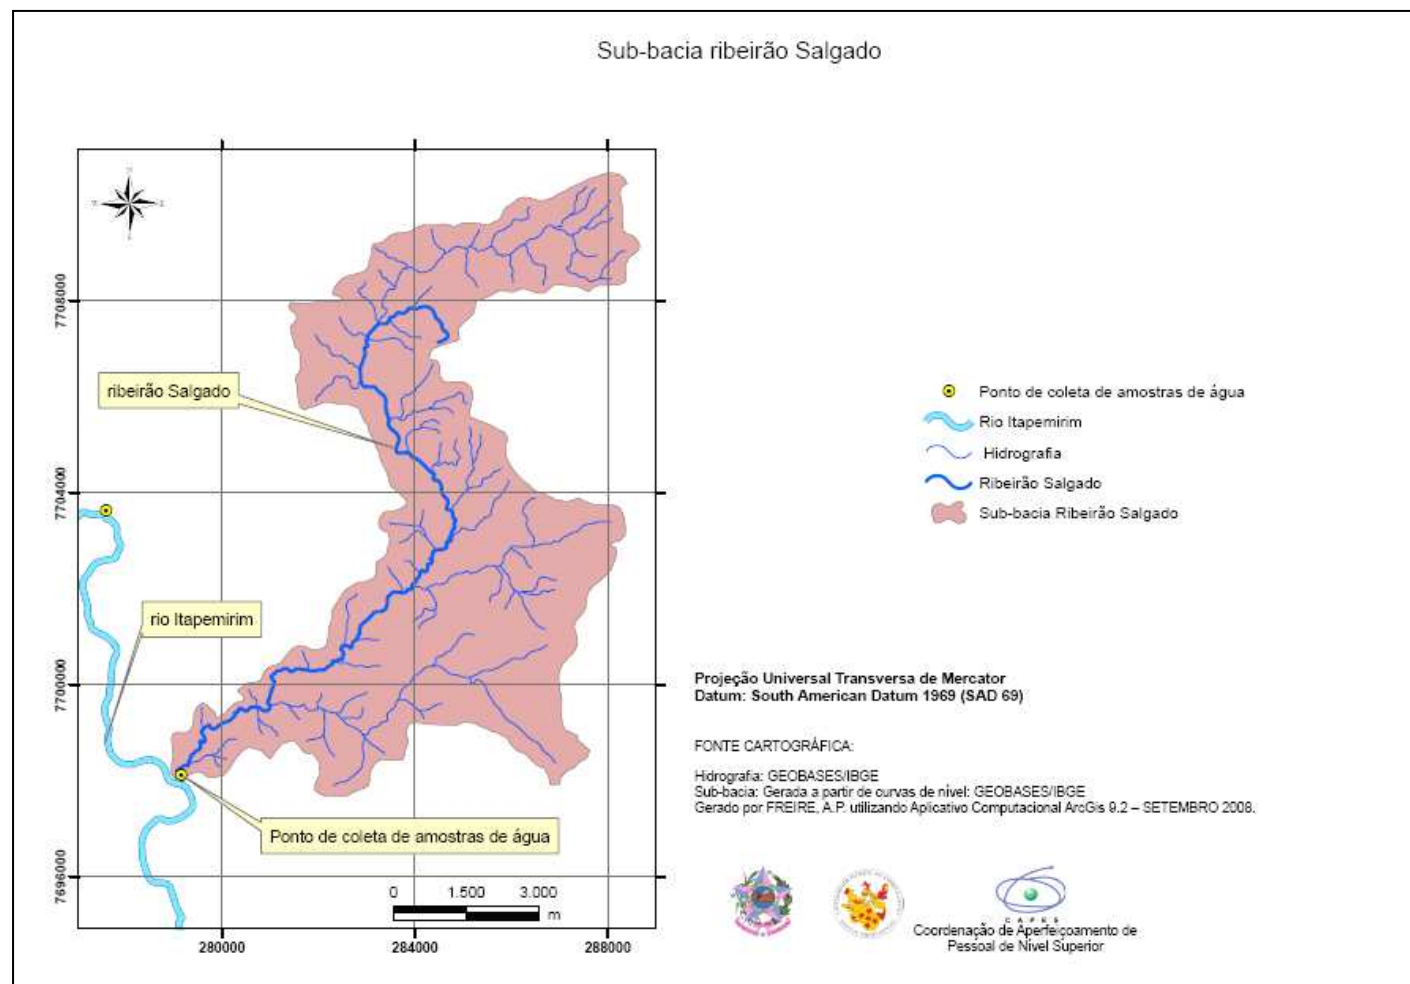 Sub-bacia ribeirão Salgado
7708000
7704000
7700000
7696000
ribeirão Salgado
rio Itapemirim
Ponto de coleta de amostras de água
0 1.500 3.000
m
280000 284000 288000
Ponto de coleta de amostras de água
Rio Itapemirim
Hidrografia
Ribeirão Salgado
Sub-bacia Ribeirão Salgado
Projeção Universal Transversa de Mercator
Datum: South American Datum 1969 (SAD 69)
FONTE CARTOGRÁFICA:
Hidrografia: GEOBASES/IBGE
Sub-bacia: Gerada a partir de curvas de nível: GEOBASES/IBGE
Gerado por FREIRE, A.P. utilizando Aplicativo Computacional ArcGis 9.2 – SETEMBRO 2008.
CAPES
Coordenação de Aperfeiçoamento de
Pessoal de Nível Superior